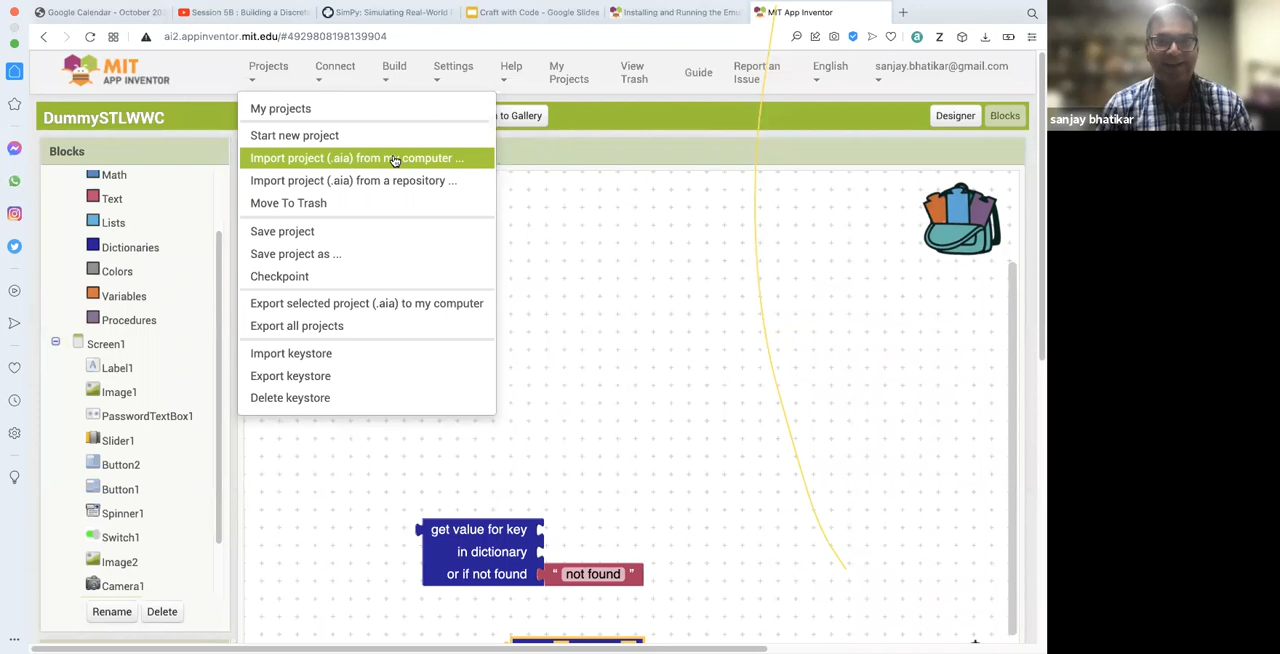 Google Calendar - October 202
Session 5B : Building a Discret
SimPy: Simulating Real-World P
Craft with Code - Google Slides
Installing and Running the Emu
MIT App Inventor
ai2.appinventor.mit.edu/#4929808198139904
MIT
APP INVENTOR
Projects
Connect
Build
Settings
Help
My Projects
View Trash
Guide
Report an Issue
English
sanjay.bhatikar@gmail.com
DummySTLWWC
to Gallery
Designer
Blocks
Blocks
My projects
Start new project
Import project (.aia) from my computer ...
Import project (.aia) from a repository ...
Move To Trash
Save project
Save project as ...
Checkpoint
Export selected project (.aia) to my computer
Export all projects
Import keystore
Export keystore
Delete keystore
Math
Text
Lists
Dictionaries
Colors
Variables
Procedures
Screen1
Label1
Image1
PasswordTextBox1
Slider1
Button2
Button1
Spinner1
Switch1
Image2
Camera1
Rename
Delete
get value for key
in dictionary
or if not found
“ not found ”
sanjay bhatikar